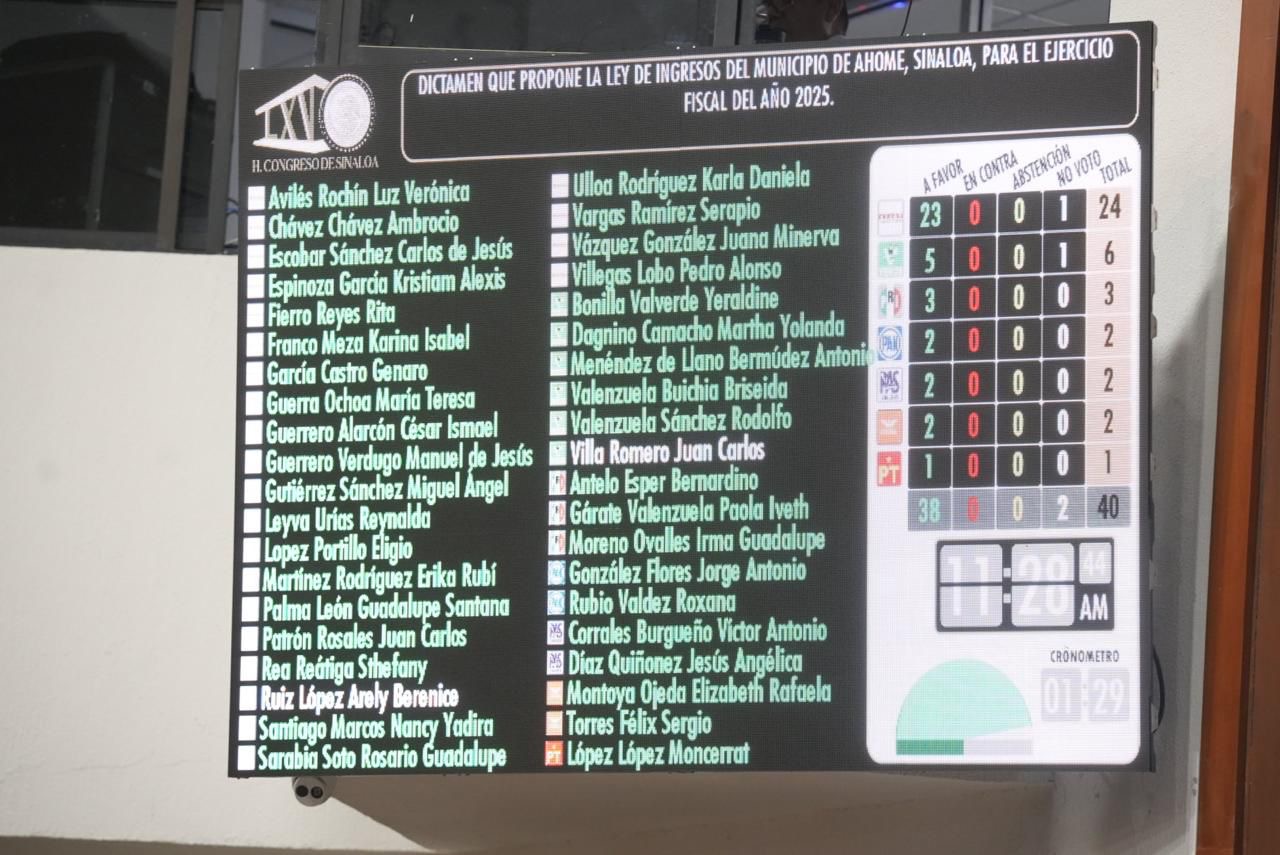 DICTAMEN QUE PROPONE LA LEY DE INGRESOS DEL MUNICIPIO DE AHOME, SINALOA, PARA EL EJERCICIO
FISCAL DEL AÑO 2025.
LXV
H. CONGRESO DE SINALOA
Avilés Rochín Luz Verónica
Chávez Chávez Ambrocio
Escobar Sánchez Carlos de Jesús
Espinoza García Kristiam Alexis
Fierro Reyes Rita
Franco Meza Karina Isabel
García Castro Genaro
Guerra Ochoa María Teresa
Guerrero Alarcón César Ismael
Guerrero Verdugo Manuel de Jesús
Gutiérrez Sánchez Miguel Ángel
Leyva Urías Reynalda
Lopez Portillo Eligio
Martínez Rodríguez Erika Rubí
Palma León Guadalupe Santana
Patrón Rosales Juan Carlos
Rea Reátiga Sthefany
Ruiz López Arely Berenice
Santiago Marcos Nancy Yadira
Sarabia Soto Rosario Guadalupe
Ulloa Rodríguez Karla Daniela
Vargas Ramírez Serapio
Vázquez González Juana Minerva
Villegas Lobo Pedro Alonso
Bonilla Valverde Yeraldine
Dagnino Camacho Martha Yolanda
Menéndez de Llano Bermúdez Antonio
Valenzuela Buichia Briseida
Valenzuela Sánchez Rodolfo
Villa Romero Juan Carlos
Antelo Esper Bernardino
Gárate Valenzuela Paola Iveth
Moreno Ovalles Irma Guadalupe
González Flores Jorge Antonio
Rubio Valdez Roxana
Corrales Burgueño Víctor Antonio
Díaz Quiñonez Jesús Angélica
Montoya Ojeda Elizabeth Rafaela
Torres Félix Sergio
PT López López Moncerrat
A FAVOR EN CONTRA ABSTENCIÓN NO VOTO TOTAL
morena 23 0 0 1 24
5 0 0 1 6
PRD 3 0 0 0 3
PAN 2 0 0 0 2
PAS 2 0 0 0 2
2 0 0 0 2
PT 1 0 0 0 1
38 0 0 2 40
11:28 44
AM
CRÓNOMETRO
01:29